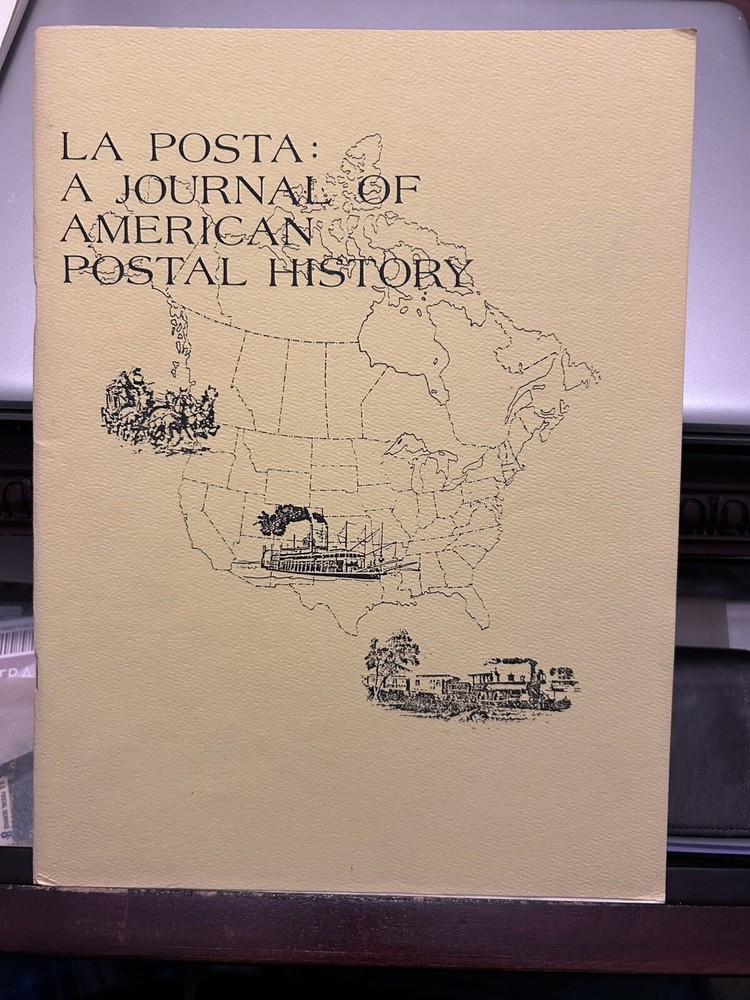 LA POSTA:
A JOURNAL OF
AMERICAN
POSTAL HISTORY